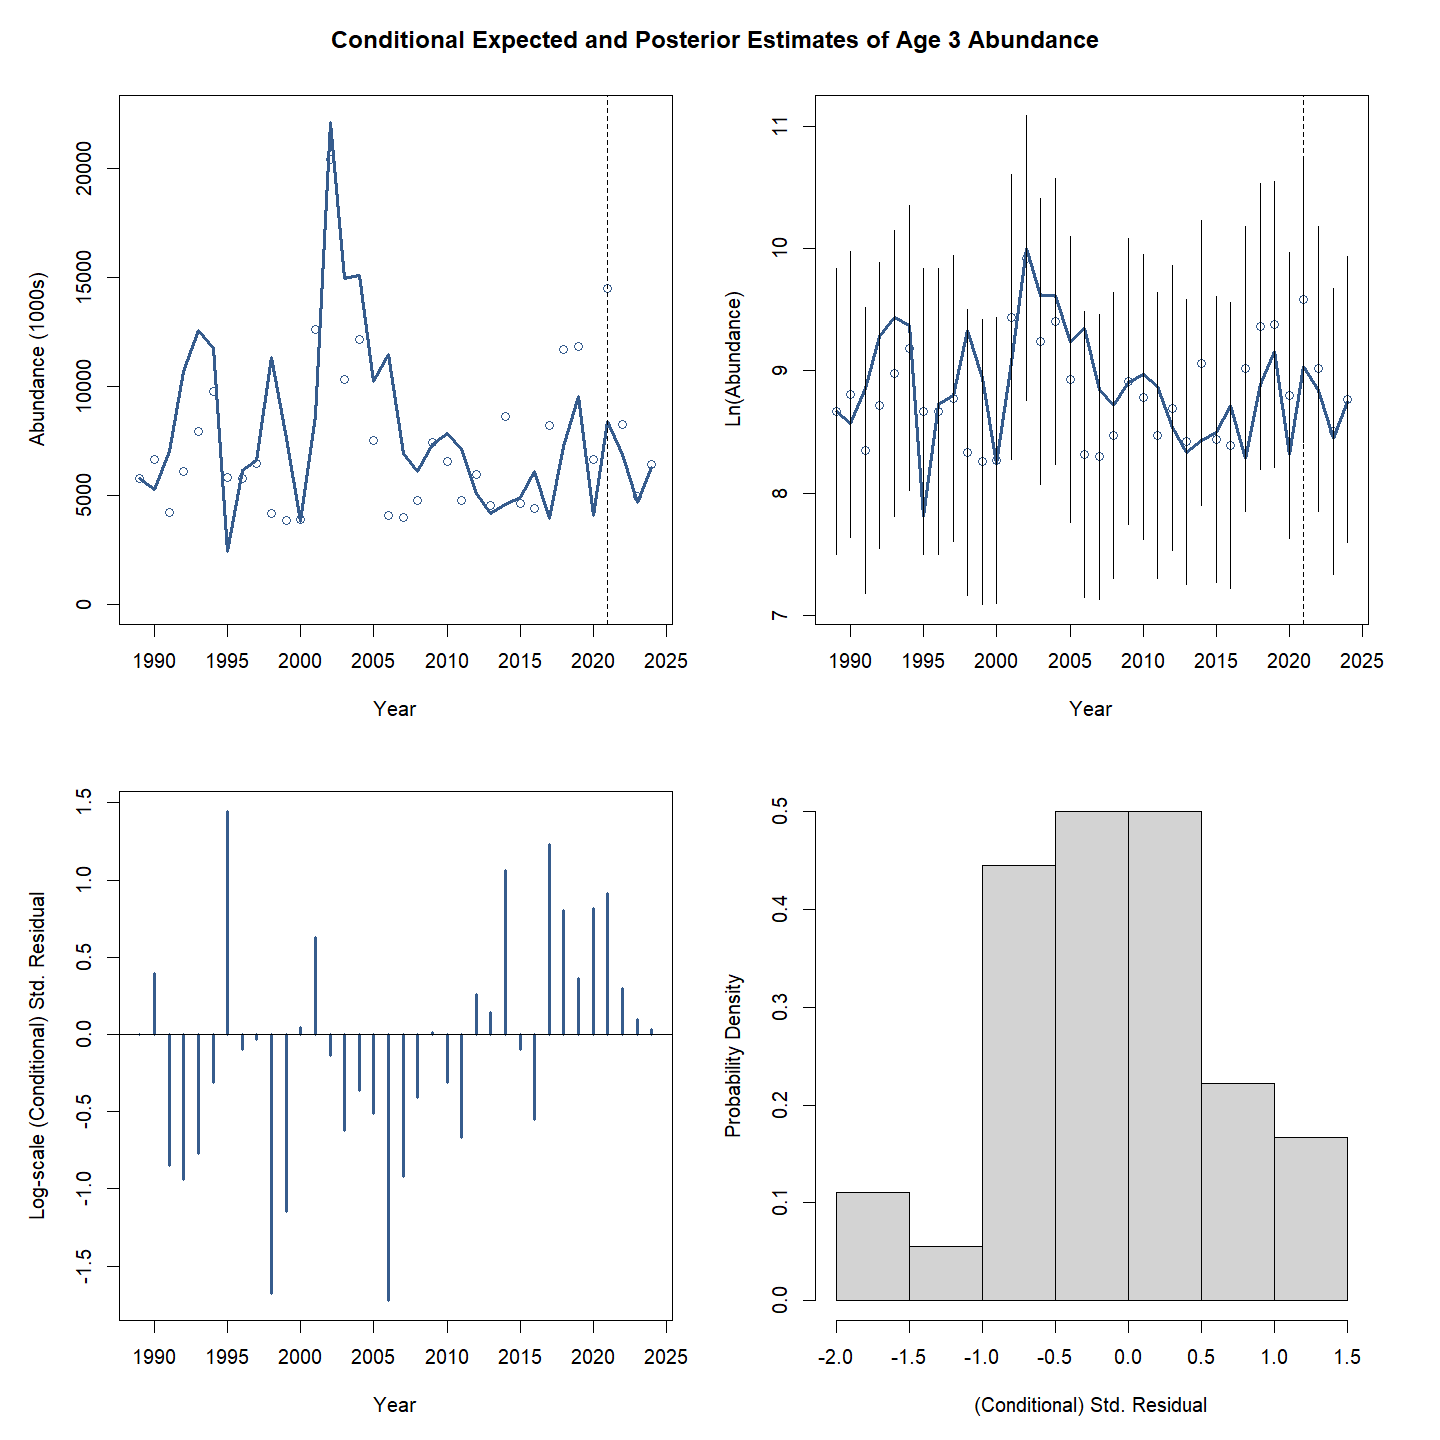 Conditional Expected and Posterior Estimates of Age 3 Abundance
Abundance (1000s)
20000
15000
10000
5000
0
1990 1995 2000 2005 2010 2015 2020 2025
Year
Ln(Abundance)
11
10
9
8
7
1990 1995 2000 2005 2010 2015 2020 2025
Year
Log-scale (Conditional) Std. Residual
1.5
1.0
0.5
0.0
-0.5
-1.0
-1.5
1990 1995 2000 2005 2010 2015 2020 2025
Year
Probability Density
0.5
0.4
0.3
0.2
0.1
0.0
-2.0 -1.5 -1.0 -0.5 0.0 0.5 1.0 1.5
(Conditional) Std. Residual